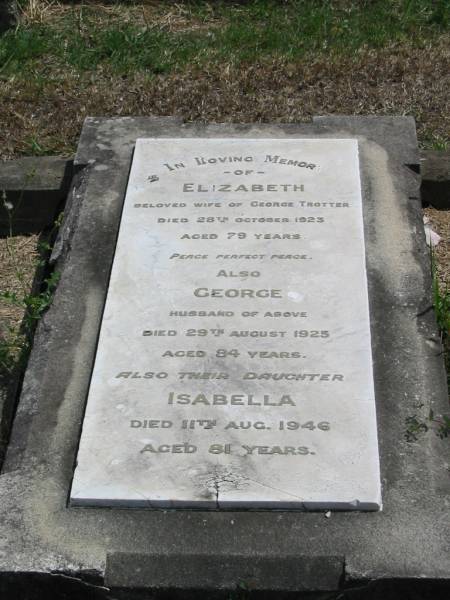 In Loving Memory
- OF -
ELIZABETH
BELOVED WIFE OF GEORGE TROTTER
DIED 28TH OCTOBER 1923
AGED 79 YEARS
PEACE PERFECT PEACE.
ALSO
GEORGE
HUSBAND OF ABOVE
DIED 29TH AUGUST 1925
AGED 84 YEARS.
ALSO THEIR DAUGHTER
ISABELLA
DIED 11TH AUG. 1946
AGED 81 YEARS.